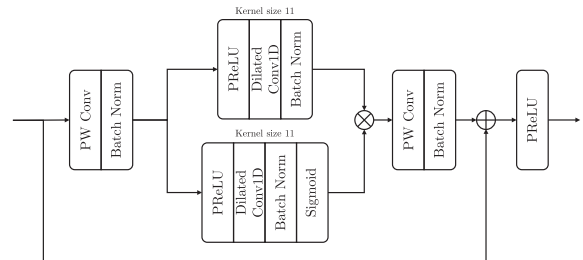 Kernel size 11
PReLU
Dilated
Conv1D
Batch Norm
PW Conv
Batch Norm
Kernel size 11
PReLU
Dilated
Conv1D
Batch Norm
Sigmoid
PW Conv
Batch Norm
PReLU